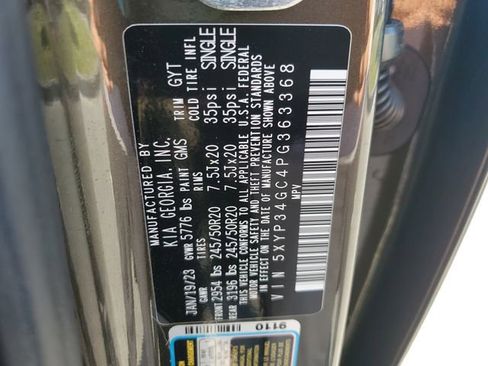 MANUFACTURED BY
KIA GEORGIA, INC.
JAN/19/23 GVWR 5776 lbs PAINT GMS TRIM GYT
GAWR TIRES RIMS COLD TIRE INFL
FRONT 2954 lbs 245/50R20 7.5JX20 35psi SINGLE
REAR 3196 lbs 245/50R20 7.5JX20 35psi SINGLE
THIS VEHICLE CONFORMS TO ALL APPLICABLE U.S.A. FEDERAL
MOTOR VEHICLE SAFETY AND THEFT PREVENTION STANDARDS
IN EFFECT ON THE DATE OF MANUFACTURE SHOWN ABOVE
VIN 5XYP34GC4PG363368
MPV
9110